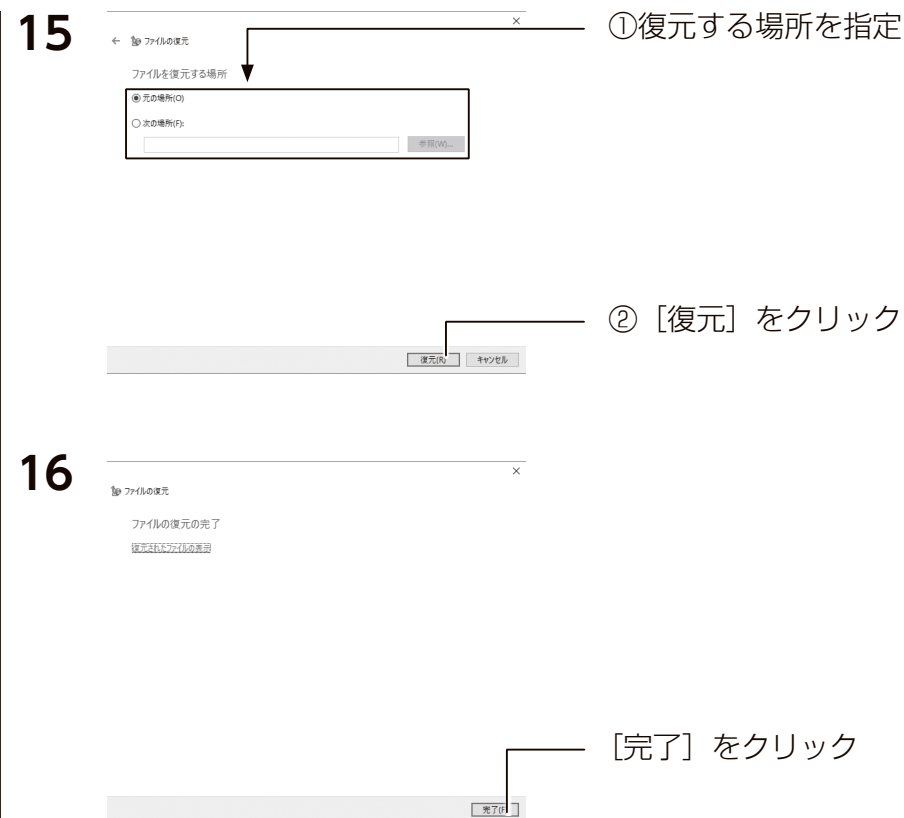 15
ファイルの復元
①復元する場所を指定
ファイルを復元する場所
元の場所(O)
次の場所(F):
参照(W)...
②［復元］をクリック
復元(R)
キャンセル
16
ファイルの復元
ファイルの復元の完了
復元されたファイルの表示
［完了］をクリック
完了(F)